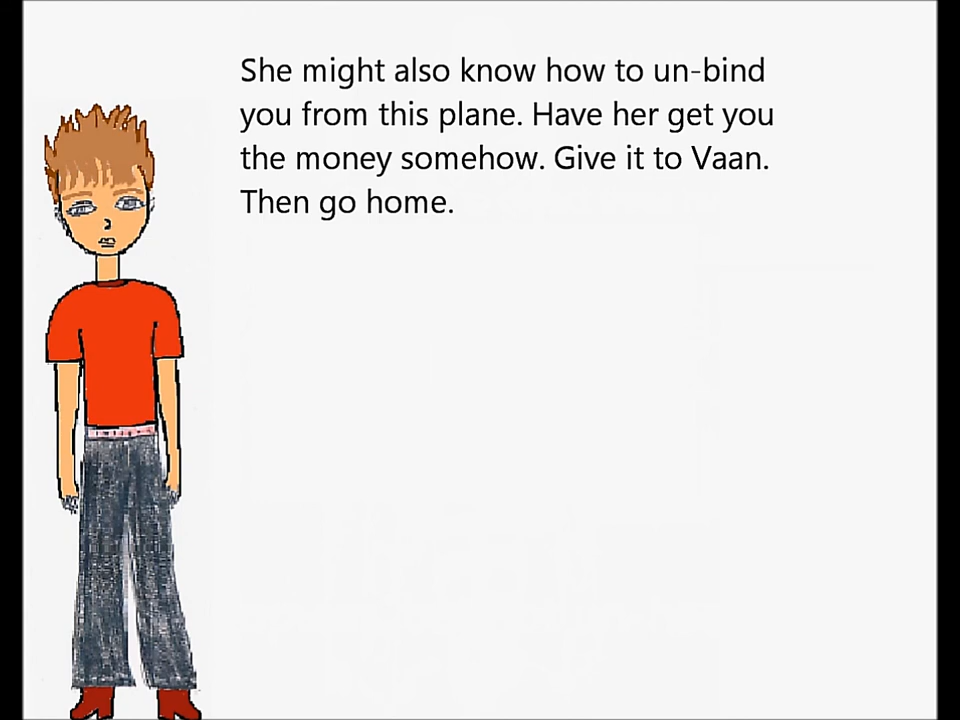 She might also know how to un-bind
you from this plane. Have her get you
the money somehow. Give it to Vaan.
Then go home.